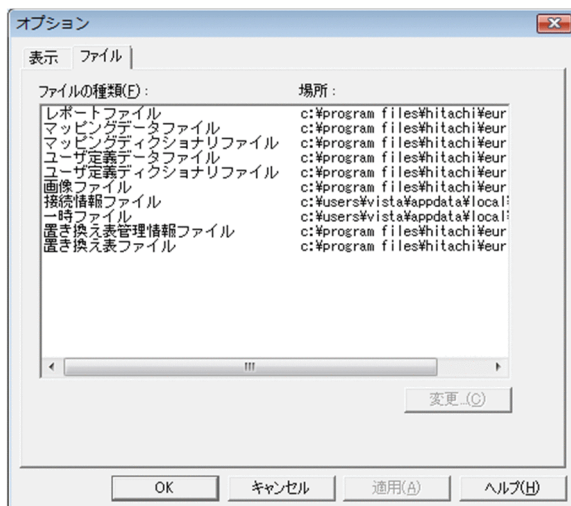 オプション
表示 ファイル
ファイルの種類(F): 場所:
レポートファイル c:¥program files¥hitachi¥eur
マッピングデータファイル c:¥program files¥hitachi¥eur
マッピングディクショナリファイル c:¥program files¥hitachi¥eur
ユーザ定義データファイル c:¥program files¥hitachi¥eur
ユーザ定義ディクショナリファイル c:¥program files¥hitachi¥eur
画像ファイル c:¥program files¥hitachi¥eur
接続情報ファイル c:¥users¥vista¥appdata¥local¥
一時ファイル c:¥users¥vista¥appdata¥local¥
置き換え表管理情報ファイル c:¥program files¥hitachi¥eur
置き換え表ファイル c:¥program files¥hitachi¥eur
変更...(C)
OK キャンセル 適用(A) ヘルプ(H)